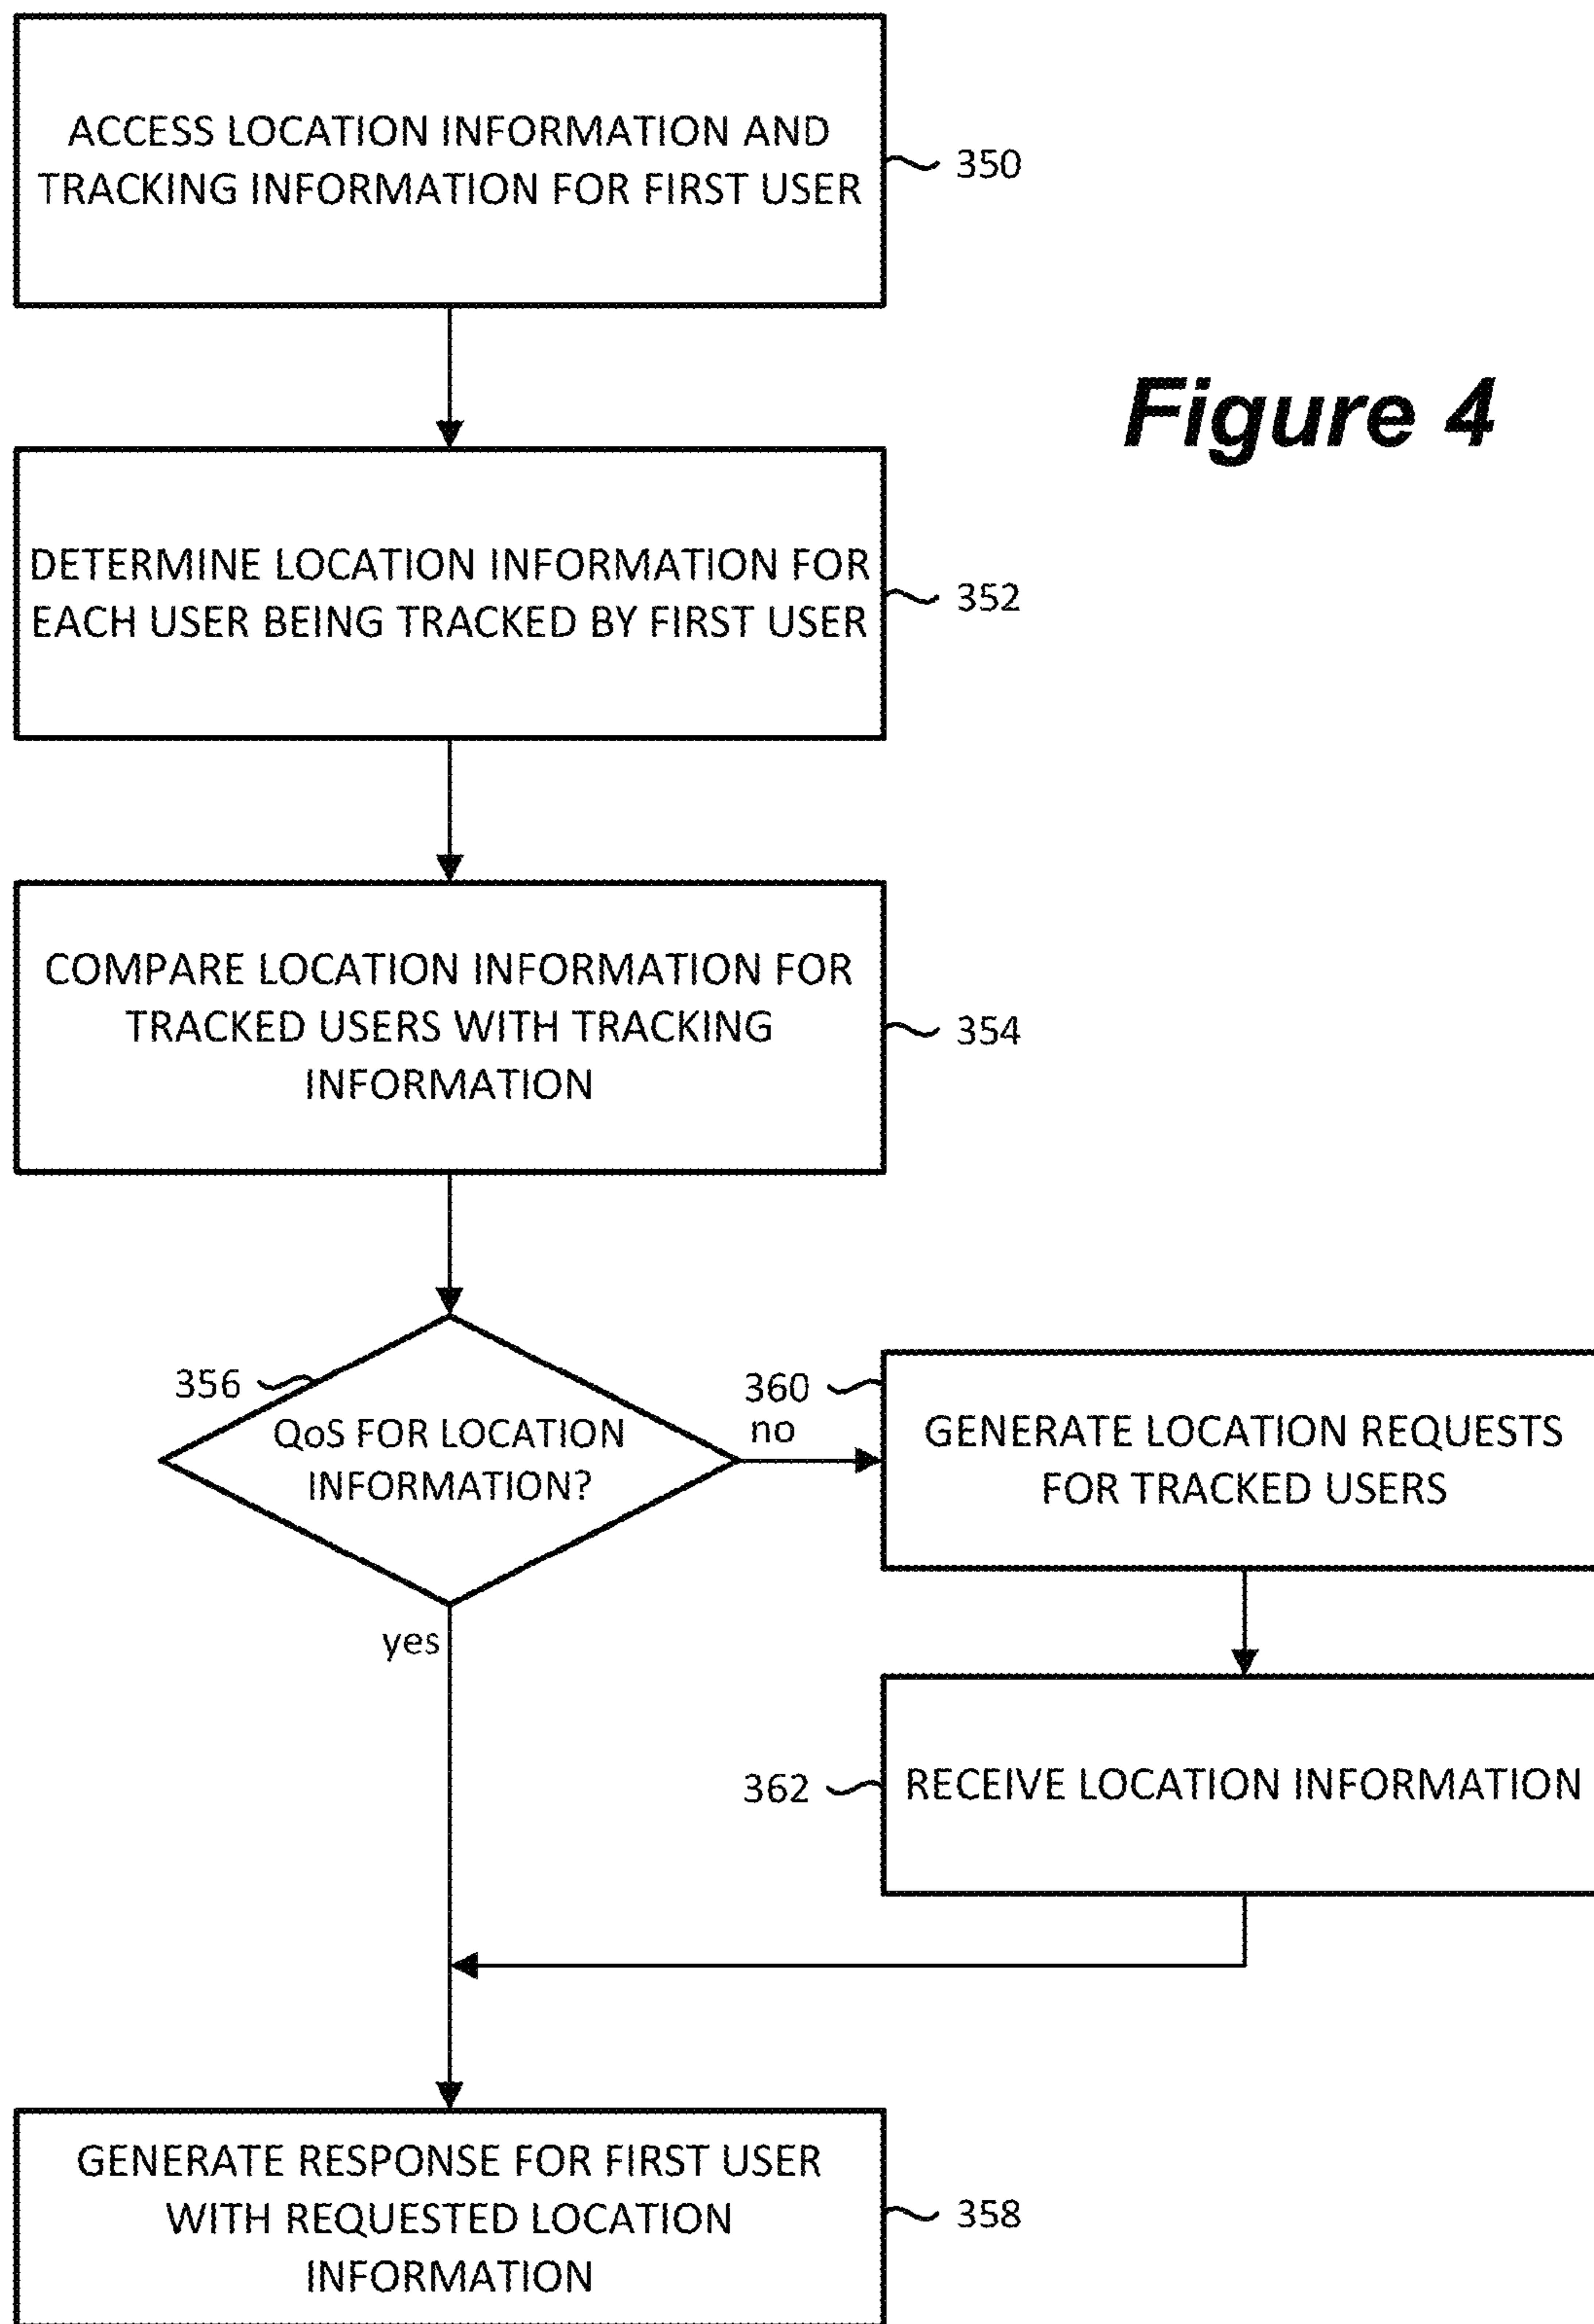 ACCESS LOCATION INFORMATION AND
TRACKING INFORMATION FOR FIRST USER
350
Figure 4
DETERMINE LOCATION INFORMATION FOR
EACH USER BEING TRACKED BY FIRST USER
352
COMPARE LOCATION INFORMATION FOR
TRACKED USERS WITH TRACKING
INFORMATION
354
356
QoS FOR LOCATION
INFORMATION?
no
yes
360
GENERATE LOCATION REQUESTS
FOR TRACKED USERS
362
RECEIVE LOCATION INFORMATION
GENERATE RESPONSE FOR FIRST USER
WITH REQUESTED LOCATION
INFORMATION
358